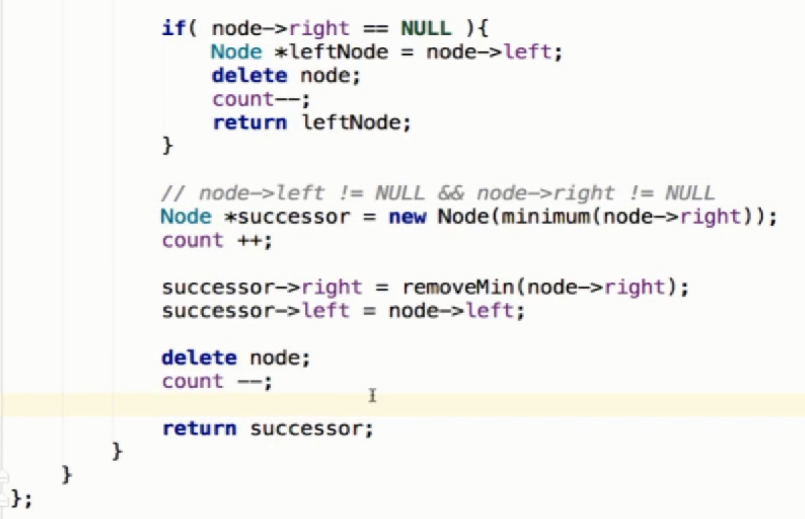 if( node->right == NULL ){
Node *leftNode = node->left;
delete node;
count--;
return leftNode;
}
// node->left != NULL && node->right != NULL
Node *successor = new Node(minimum(node->right));
count ++;
successor->right = removeMin(node->right);
successor->left = node->left;
delete node;
count --;
return successor;
}
}
};